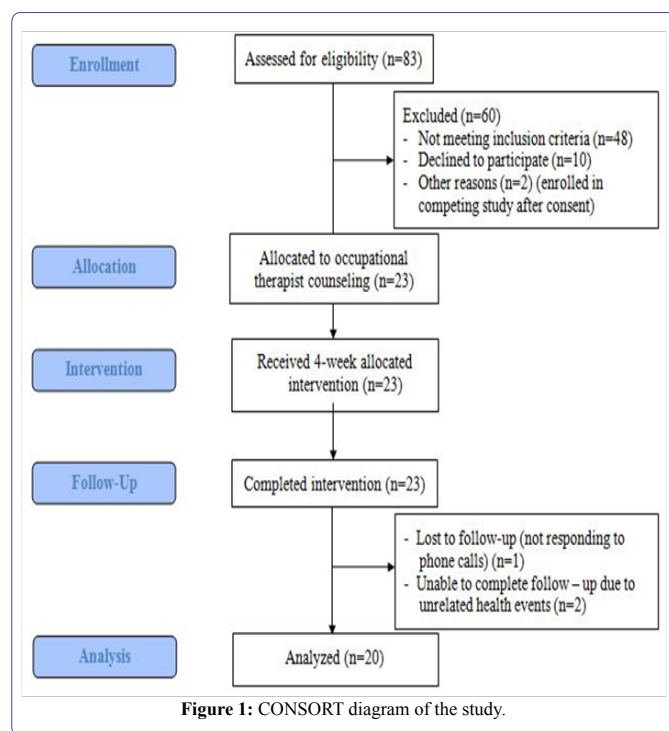 Enrollment
Assessed for eligibility (n=83)
Excluded (n=60)
- Not meeting inclusion criteria (n=48)
- Declined to participate (n=10)
- Other reasons (n=2) (enrolled in
competing study after consent)
Allocation
Allocated to occupational
therapist counseling (n=23)
Intervention
Received 4-week allocated
intervention (n=23)
Follow-Up
Completed intervention (n=23)
- Lost to follow-up (not responding to
phone calls) (n=1)
- Unable to complete follow – up due to
unrelated health events (n=2)
Analysis
Analyzed (n=20)
Figure 1: CONSORT diagram of the study.